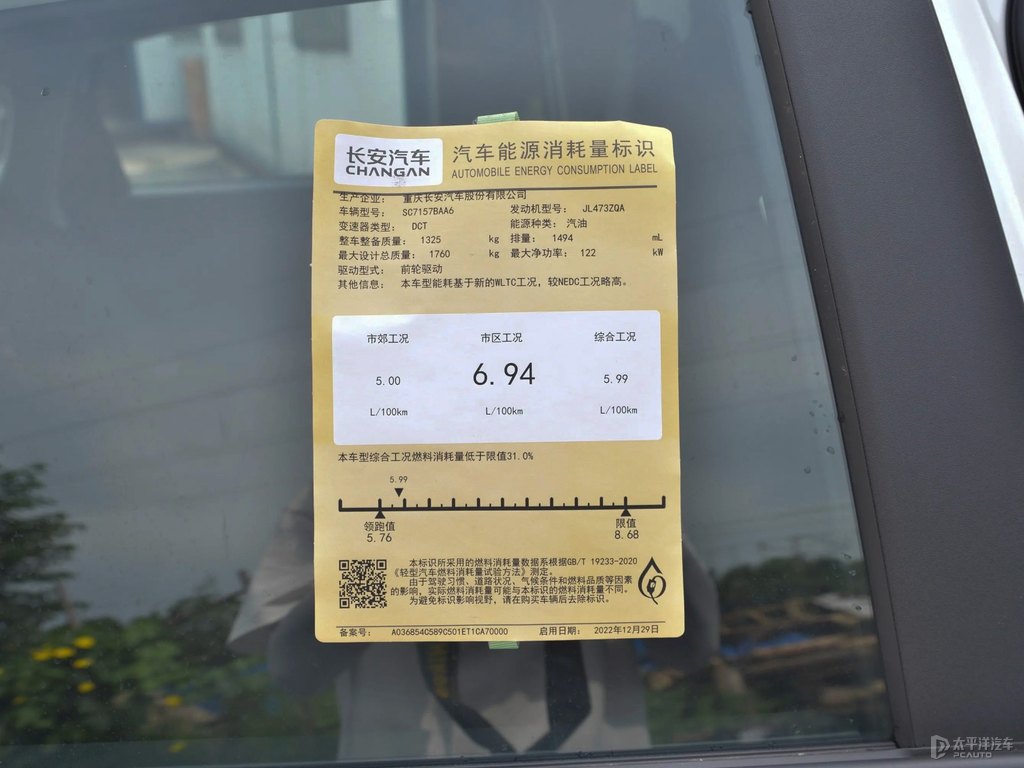 长安汽车
CHANGAN
汽车能源消耗量标识
AUTOMOBILE ENERGY CONSUMPTION LABEL
生产企业: 重庆长安汽车股份有限公司
车辆型号: SC7157BAA6 发动机型号: JL473ZQA
变速器类型: DCT 能源种类: 汽油
整车整备质量: 1325 kg 排量: 1494 mL
最大设计总质量: 1760 kg 最大净功率: 122 kW
驱动型式: 前轮驱动
其他信息: 本车型能耗基于新的WLTC工况，较NEDC工况略高。
市郊工况 市区工况 综合工况
5.00 6.94 5.99
L/100km L/100km L/100km
本车型综合工况燃料消耗量低于限值31.0%
5.99
领跑值 限值
5.76 8.68
本标识所采用的燃料消耗量数据系根据GB/T 19233-2020
《轻型汽车燃料消耗量试验方法》测定。
由于驾驶习惯、道路状况、气候条件和燃料品质等因素
的影响，实际燃料消耗量可能与本标识的燃料消耗量不同。
为避免标识影响视野，请在购买车辆后去除标识。
备案号: A036854C589C501ET1CA70000 启用日期: 2022年12月29日
太平洋汽车
PCAUTO